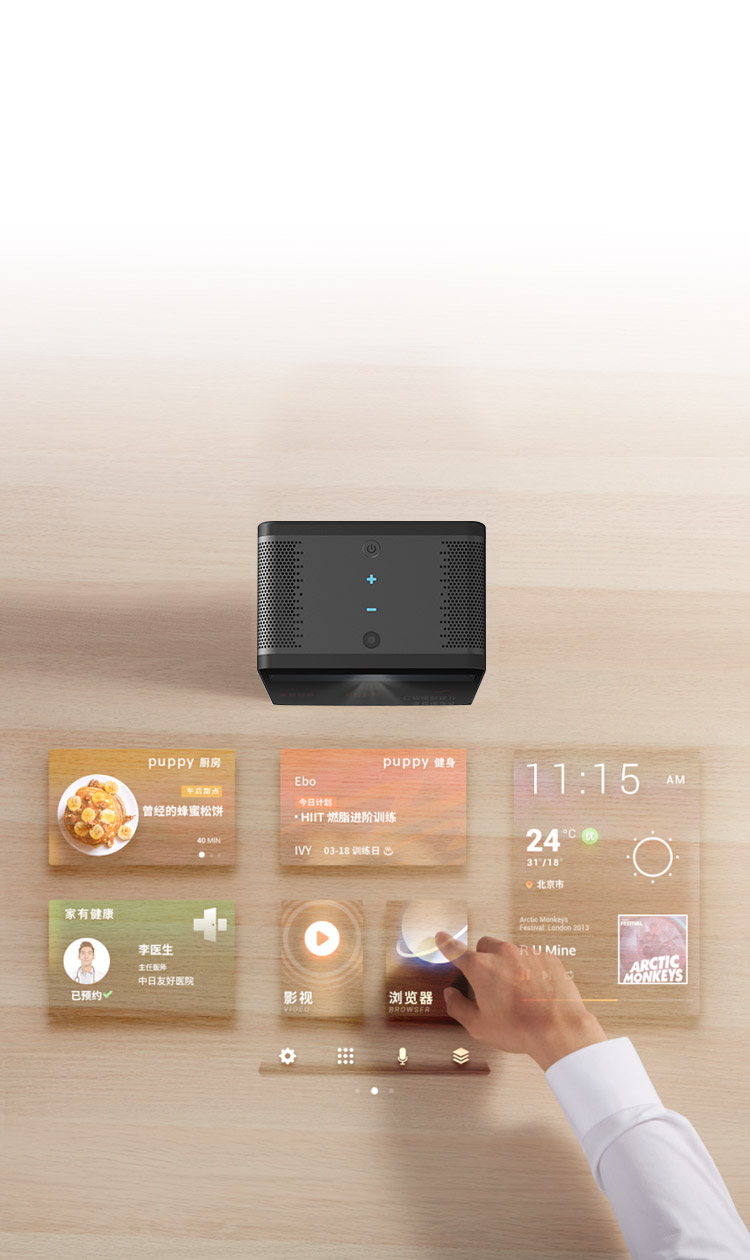 puppy 厨房
午后甜点
曾经的蜂蜜松饼
40 MIN
puppy 健身
Ebo
今日计划
·HIIT 燃脂进阶训练
IVY 03-18 训练日
11:15 AM
24°C 优
31°/18°
北京市
家有健康
李医生
主任医师
中日友好医院
已预约
影视
VIDEO
浏览器
BROWSER
Arctic Monkeys
Festival. London 2013
R U Mine
FESTIVAL
ARCTIC
MONKEYS